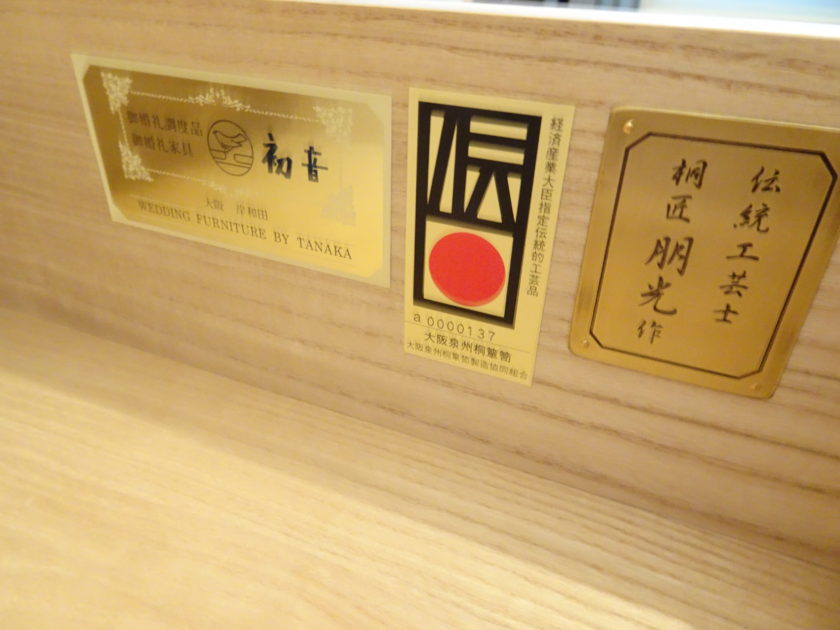 御婚礼調度品
御婚礼家具
初音
大阪 岸和田
WEDDING FURNITURE BY TANAKA
伝
経済産業大臣指定伝統的工芸品
a 0000137
大阪泉州桐簞笥
大阪泉州桐簞笥製造協同組合
伝統工芸士
桐匠 朋光 作